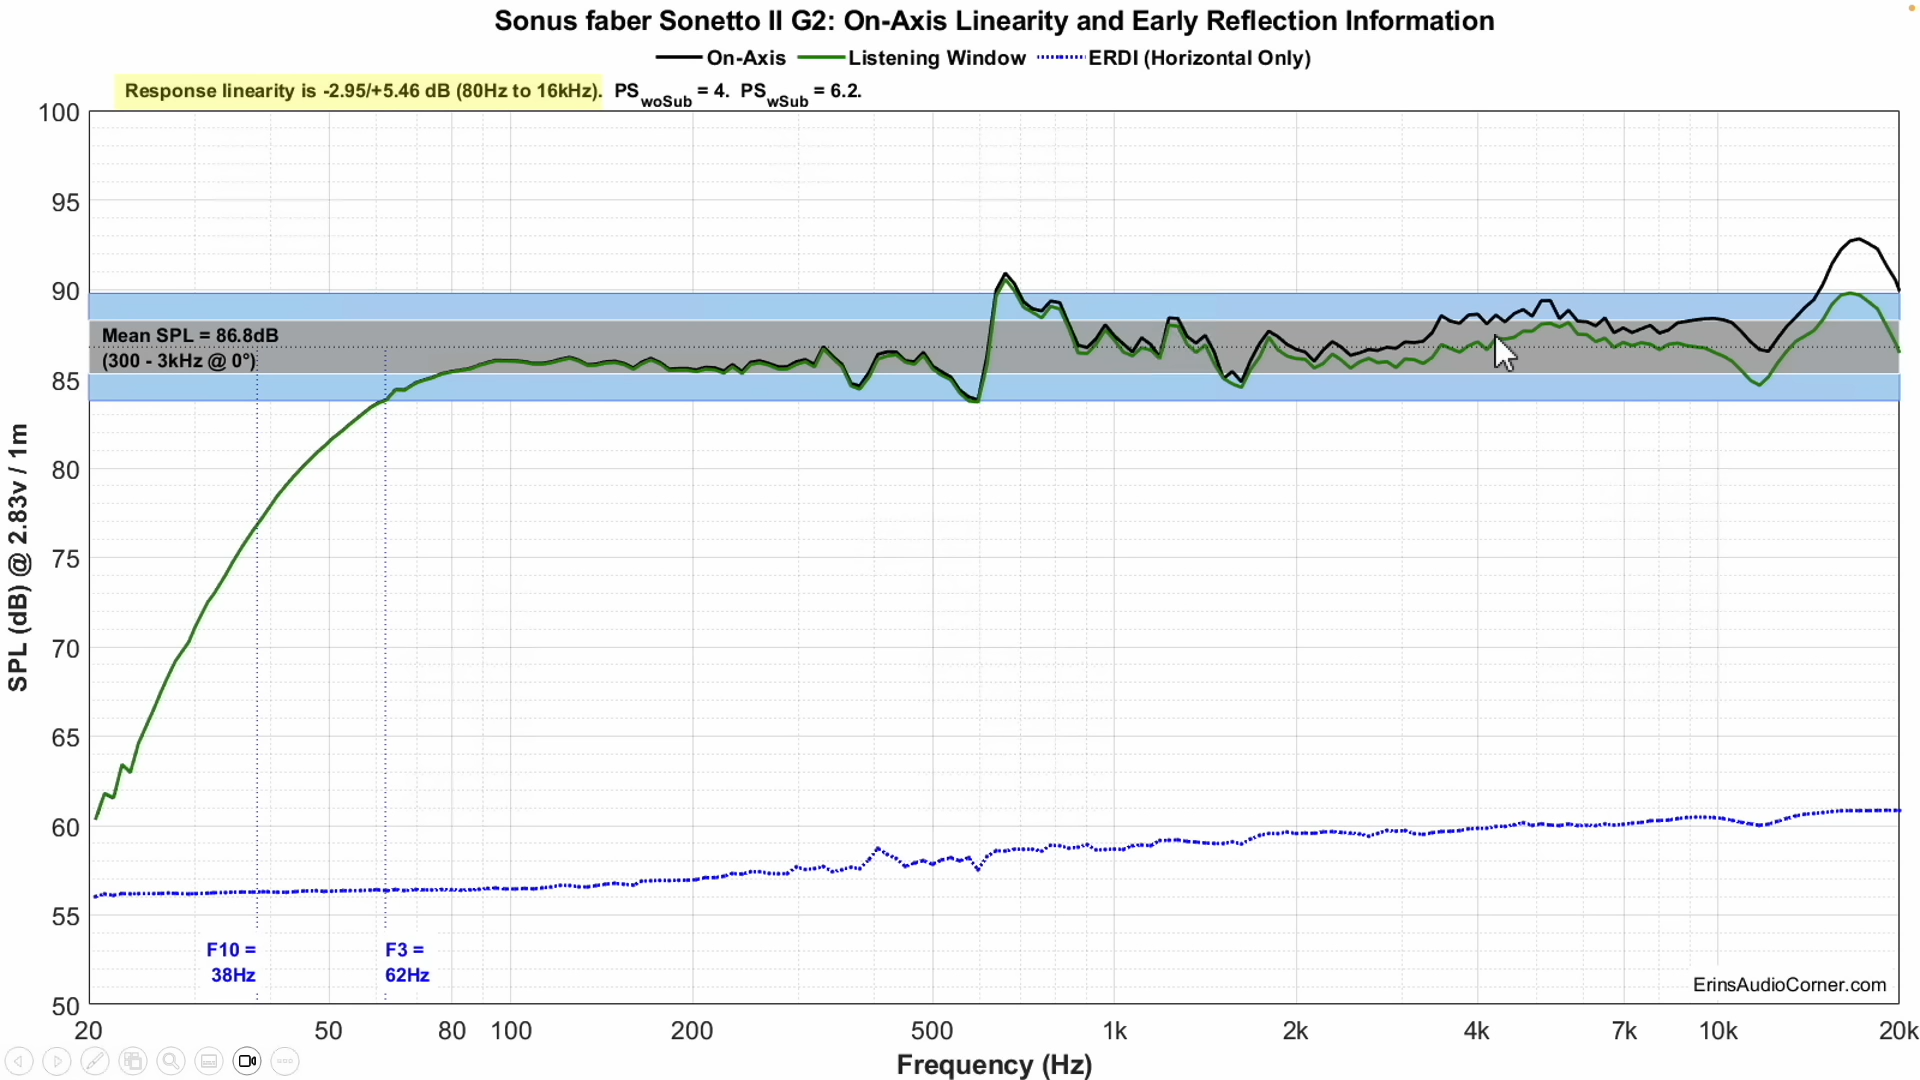 Sonus faber Sonetto II G2: On-Axis Linearity and Early Reflection Information
On-Axis Listening Window ERDI (Horizontal Only)
Response linearity is -2.95/+5.46 dB (80Hz to 16kHz). PSwoSub = 4. PSwSub = 6.2.
100
95
90
85
80
75
70
65
60
55
50
SPL (dB) @ 2.83v / 1m
Mean SPL = 86.8dB
(300 - 3kHz @ 0°)
F10 =
38Hz
F3 =
62Hz
ErinsAudioCorner.com
20 50 80 100 200 500 1k 2k 4k 7k 10k 20k
Frequency (Hz)